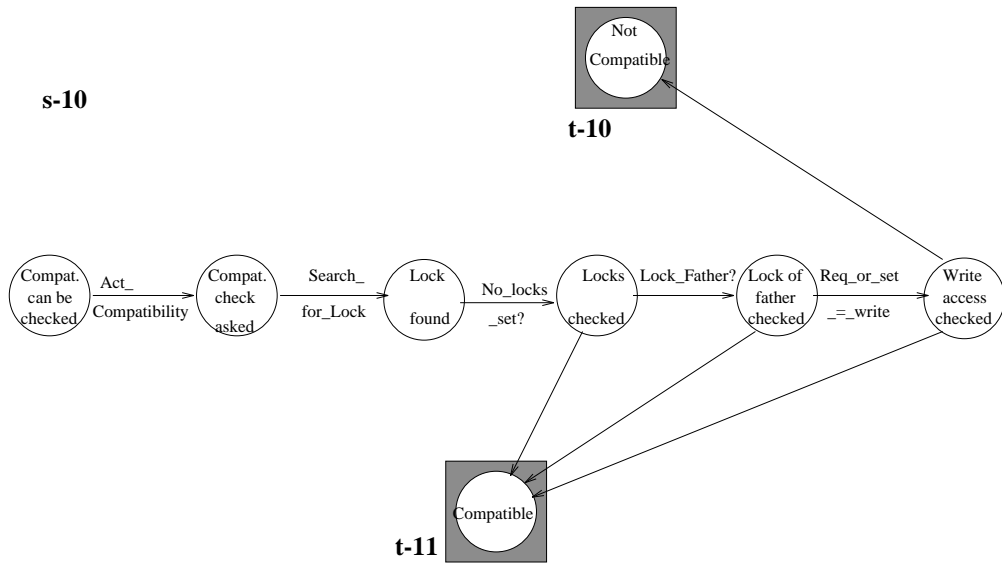 Not
Compatible
s-10
t-10
Compat.
can be
checked
Act_
Compatibility
Compat.
check
asked
Search_
for_Lock
Lock
found
No_locks
_set?
Locks
checked
Lock_Father?
Lock of
father
checked
Req_or_set
_=_write
Write
access
checked
Compatible
t-11